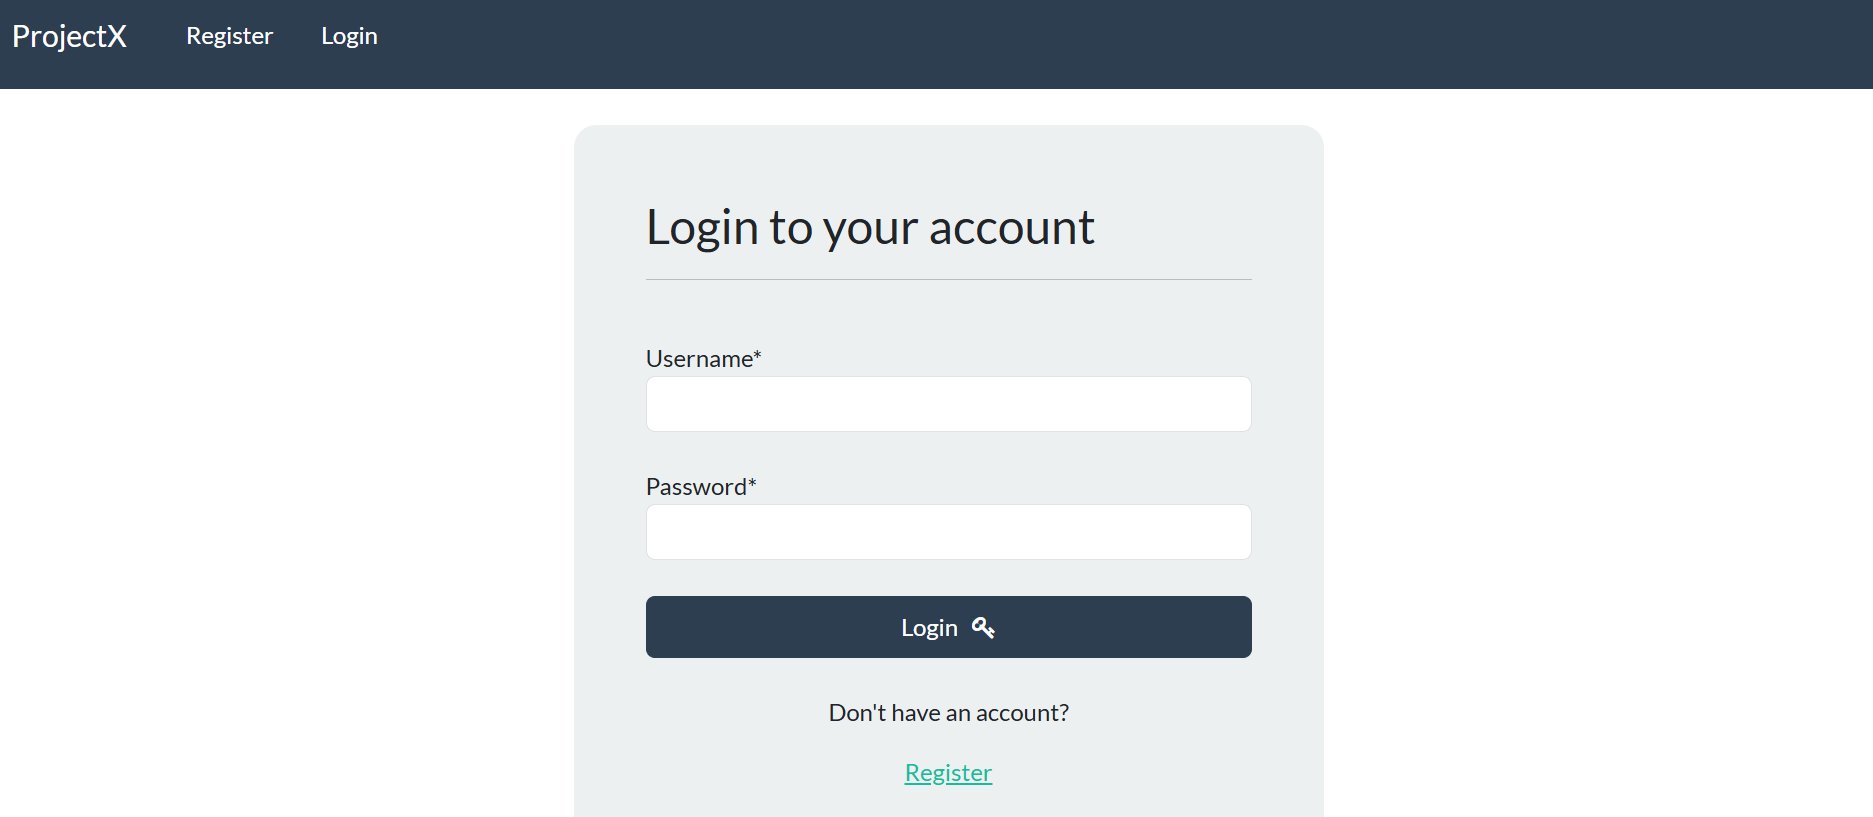 ProjectX Register Login
Login to your account
Username*
Password*
Login
Don't have an account?
Register